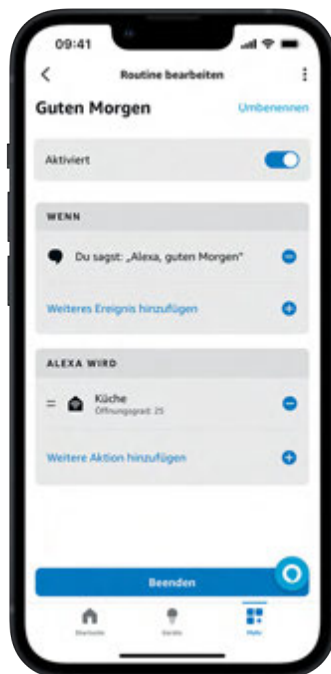 09:41
Routine bearbeiten
Guten Morgen
Umbenennen
Aktiviert
WENN
Du sagst: „Alexa, guten Morgen"
Weiteres Ereignis hinzufügen
ALEXA WIRD
Küche
Öffnungsgrad: 25
Weitere Aktion hinzufügen
Beenden
Startseite
Geräte
Mehr